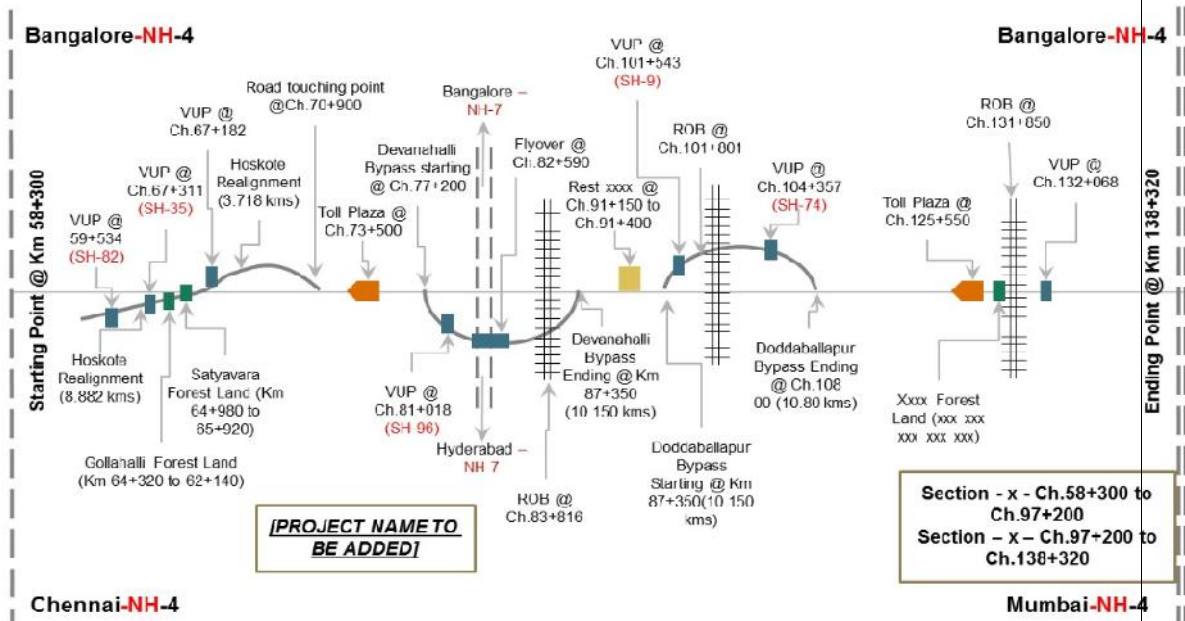 Bangalore-NH-4
Bangalore-NH-4
Starting Point @ Km 58+300
VUP @
59+534
(SH-82)
VUP @
Ch.67+311
(SH-35)
VUP @
Ch.67+182
Hoskote
Realignment
(3.718 kms)
Road touching point
@Ch.70+900
Toll Plaza @
Ch.73+500
Devanahalli
Bypass starting
@ Ch.77+200
Bangalore –
NH-7
Flyover @
Ch.82+590
Rest xxxx @
Ch.91+150 to
Ch.91+400
VUP @
Ch.101+543
(SH-9)
ROB @
Ch.101+801
VUP @
Ch.104+357
(SH-74)
Toll Plaza @
Ch.125+550
ROB @
Ch.131+850
VUP @
Ch.132+068
Ending Point @ Km 138+320
Hoskote
Realignment
(8.882 kms)
Satyavara
Forest Land (Km
64+980 to
65+920)
Gollahalli Forest Land
(Km 64+320 to 62+140)
VUP @
Ch.81+018
(SH-96)
Hyderabad –
NH-7
ROB @
Ch.83+816
Devanahalli
Bypass
Ending @ Km
87+350
(10.150 kms)
Doddaballapur
Bypass
Starting @ Km
87+350(10.150
kms)
Doddaballapur
Bypass Ending
@ Ch.108
00 (10.80 kms)
Xxxx Forest
Land (xxx xxx
xxx xxx xxx)
[PROJECT NAME TO
BE ADDED]
Section - x - Ch.58+300 to
Ch.97+200
Section – x – Ch.97+200 to
Ch.138+320
Chennai-NH-4
Mumbai-NH-4